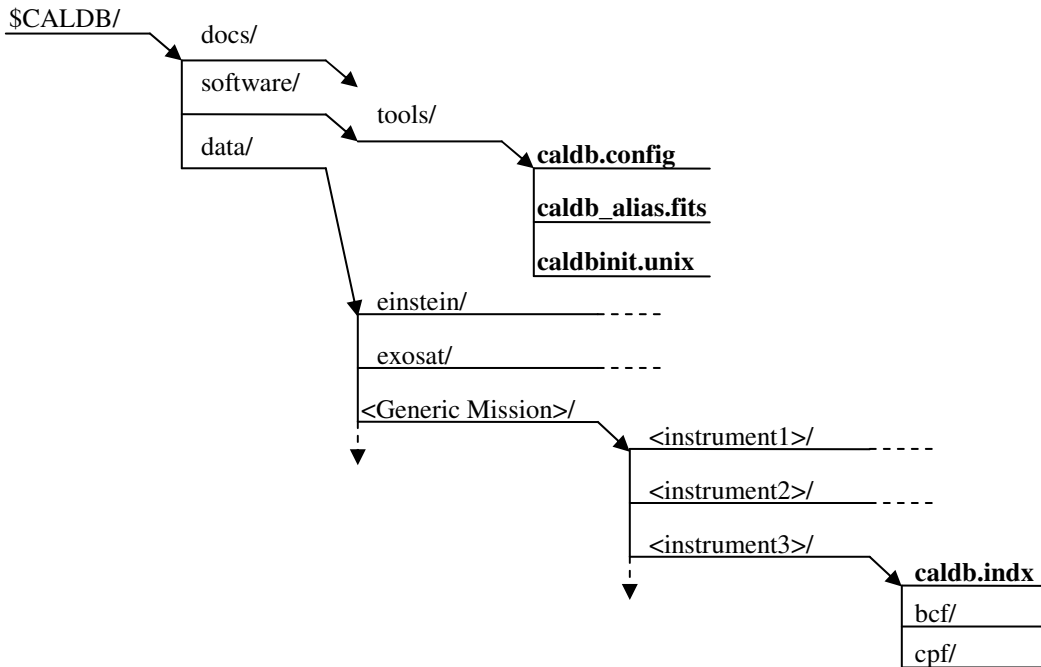 $CALDB/
docs/
software/
tools/
data/
caldb.config
caldb_alias.fits
caldbinit.unix
einstein/
exosat/
<Generic Mission>/
<instrument1>/
<instrument2>/
<instrument3>/
caldb.indx
bcf/
cpf/